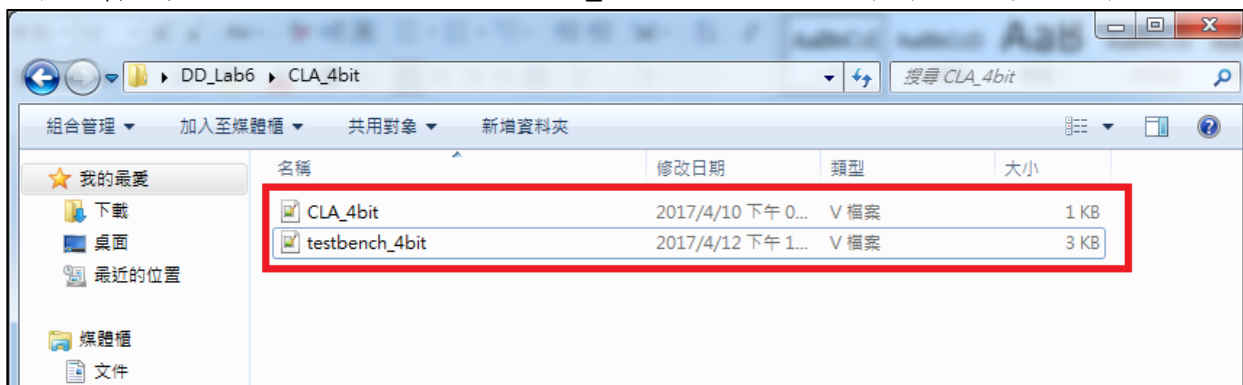 DD_Lab6 CLA_4bit 搜尋 CLA_4bit
組合管理 加入至媒體櫃 共用對象 新增資料夾
我的最愛
下載
桌面
最近的位置
媒體櫃
文件
名稱 修改日期 類型 大小
CLA_4bit 2017/4/10 下午 0... V 檔案 1 KB
testbench_4bit 2017/4/12 下午 1... V 檔案 3 KB